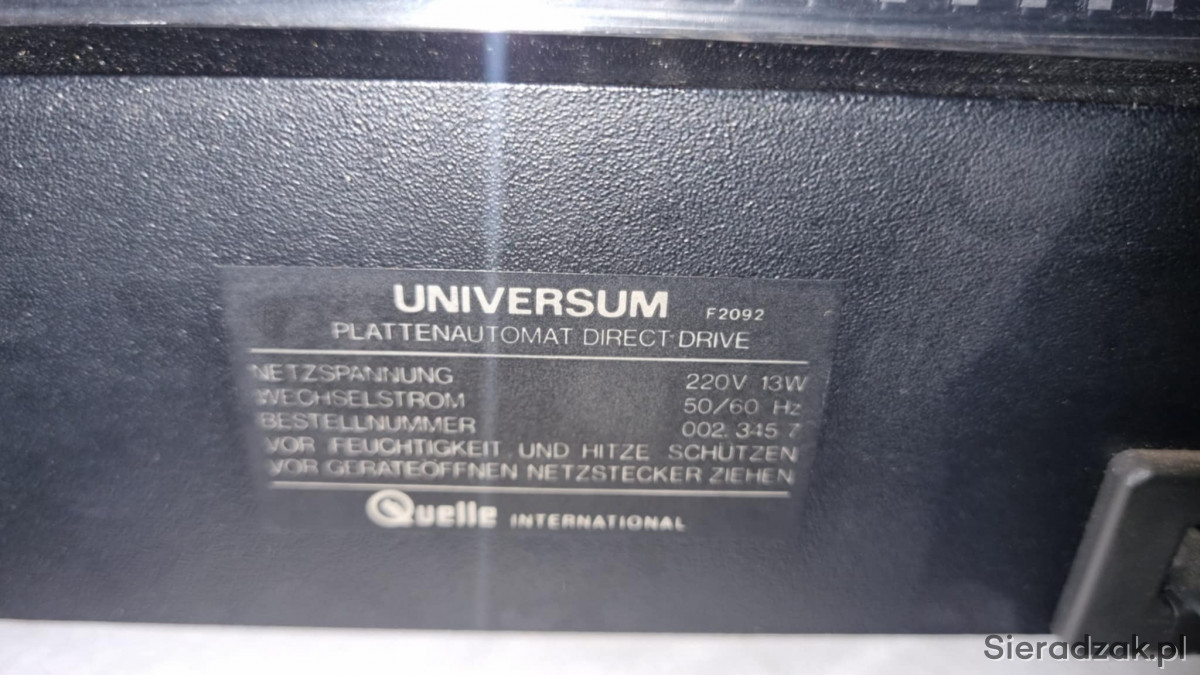 UNIVERSUM F2092
PLATTENAUTOMAT DIRECT-DRIVE
NETZSPANNUNG 220V 13W
WECHSELSTROM 50/60 Hz
BESTELLNUMMER 002.345 7
VOR FEUCHTIGKEIT UND HITZE SCHÜTZEN
VOR GERÄTEÖFFNEN NETZSTECKER ZIEHEN
Quelle INTERNATIONAL
Sieradzak.pl